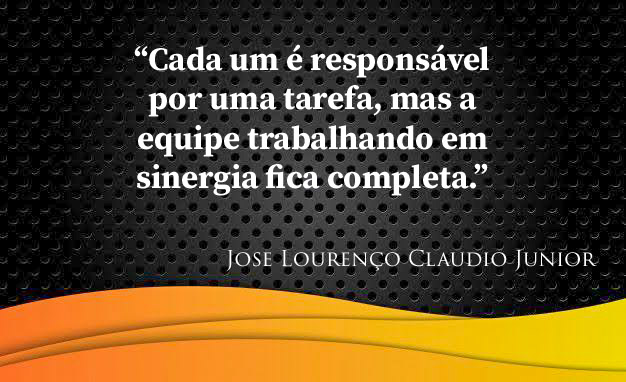 “Cada um é responsável
por uma tarefa, mas a
equipe trabalhando em
sinergia fica completa.”
Jose Lourenço Claudio Junior